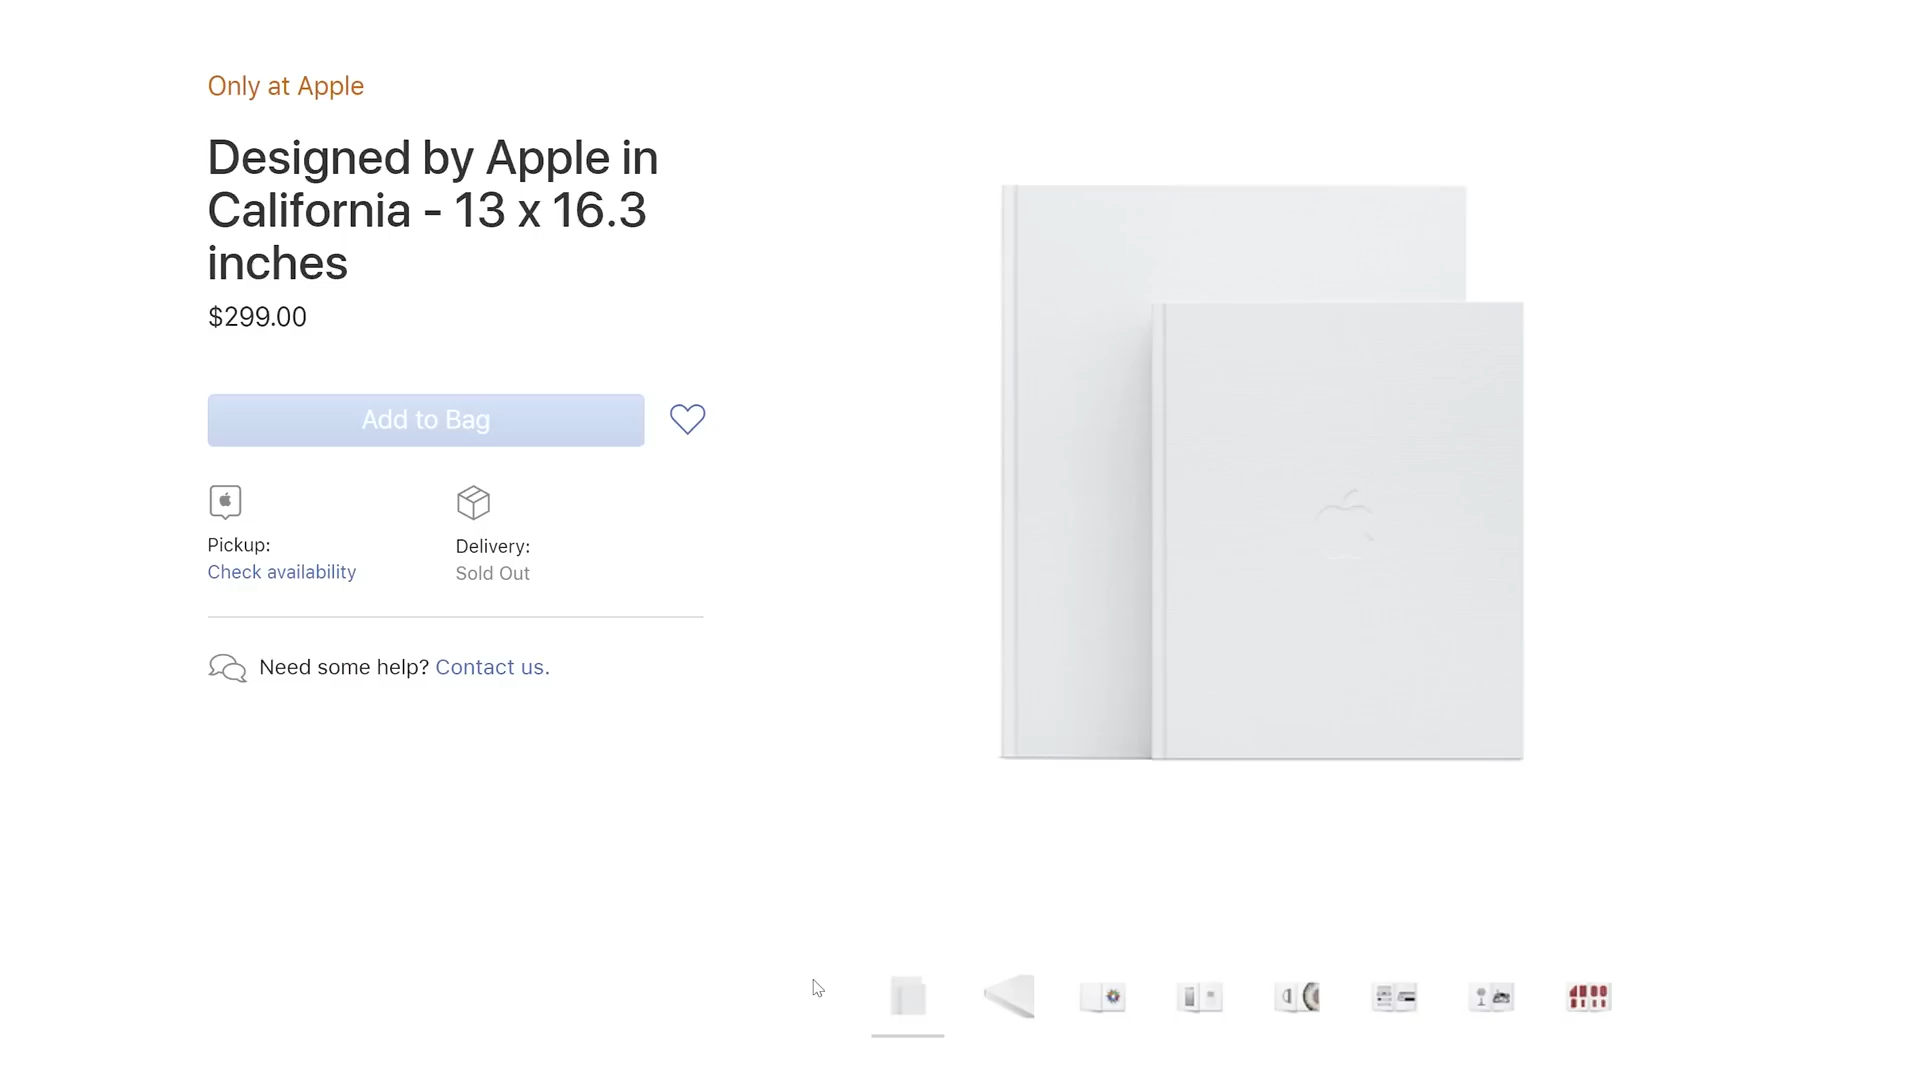 Only at Apple
Designed by Apple in
California - 13 x 16.3
inches
$299.00
Add to Bag
Pickup:
Check availability
Delivery:
Sold Out
Need some help? Contact us.